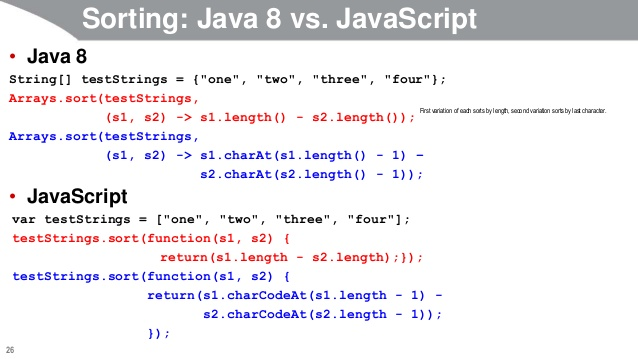 Sorting: Java 8 vs. JavaScript
• Java 8
String[] testStrings = {"one", "two", "three", "four"};
Arrays.sort(testStrings,
(s1, s2) -> s1.length() - s2.length());
First variation of each sorts by length, second variation sorts by last character.
Arrays.sort(testStrings,
(s1, s2) -> s1.charAt(s1.length() - 1) –
s2.charAt(s2.length() - 1));
• JavaScript
var testStrings = ["one", "two", "three", "four"];
testStrings.sort(function(s1, s2) {
return(s1.length - s2.length);});
testStrings.sort(function(s1, s2) {
return(s1.charCodeAt(s1.length - 1) -
s2.charCodeAt(s2.length - 1));
});
26